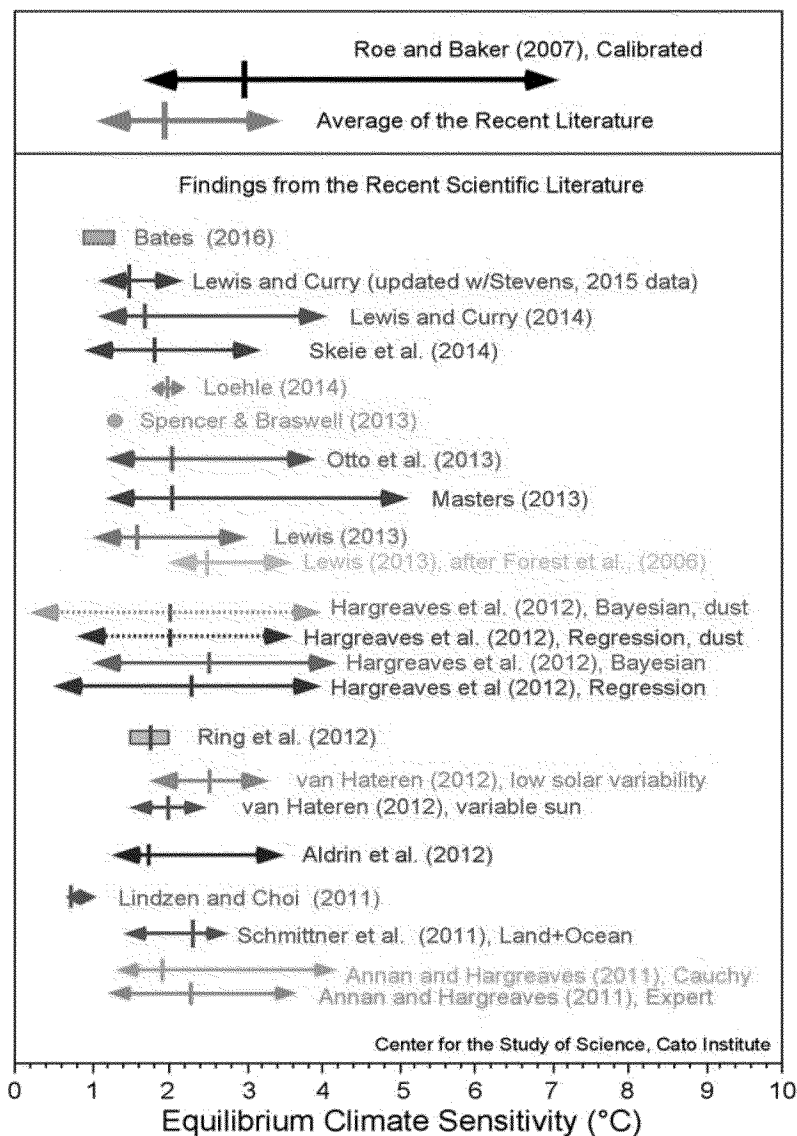 Roe and Baker (2007), Calibrated
Average of the Recent Literature
Findings from the Recent Scientific Literature
Bates (2016)
Lewis and Curry (updated w/Stevens, 2015 data)
Lewis and Curry (2014)
Skeie et al. (2014)
Loehle (2014)
Spencer & Braswell (2013)
Otto et al. (2013)
Masters (2013)
Lewis (2013)
Lewis (2013), after Forest et al., (2006)
Hargreaves et al. (2012), Bayesian, dust
Hargreaves et al. (2012), Regression, dust
Hargreaves et al. (2012), Bayesian
Hargreaves et al (2012), Regression
Ring et al. (2012)
van Hateren (2012), low solar variability
van Hateren (2012), variable sun
Aldrin et al. (2012)
Lindzen and Choi (2011)
Schmittner et al. (2011), Land+Ocean
Annan and Hargreaves (2011), Cauchy
Annan and Hargreaves (2011), Expert
Center for the Study of Science, Cato Institute
0 1 2 3 4 5 6 7 8 9 10
Equilibrium Climate Sensitivity (°C)